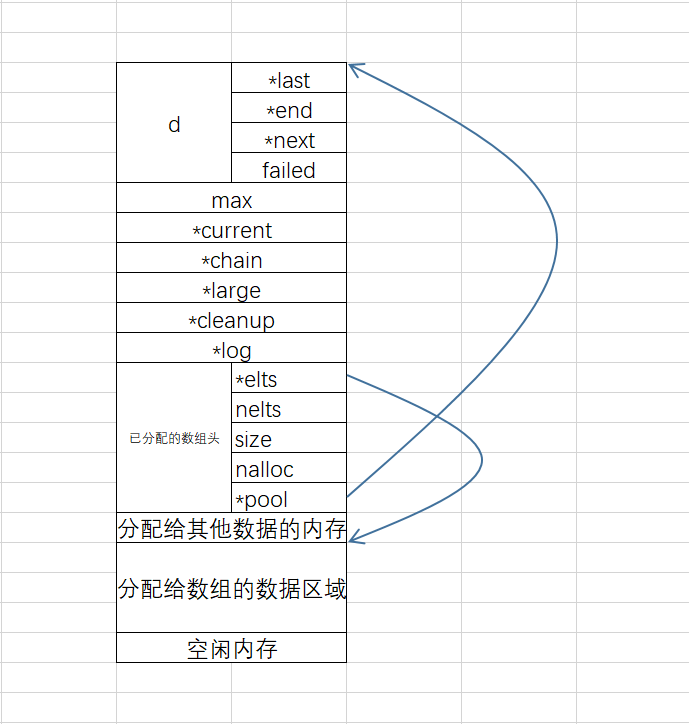 d
*last
*end
*next
failed
max
*current
*chain
*large
*cleanup
*log
已分配的数组头
*elts
nelts
size
nalloc
*pool
分配给其他数据的内存
分配给数组的数据区域
空闲内存